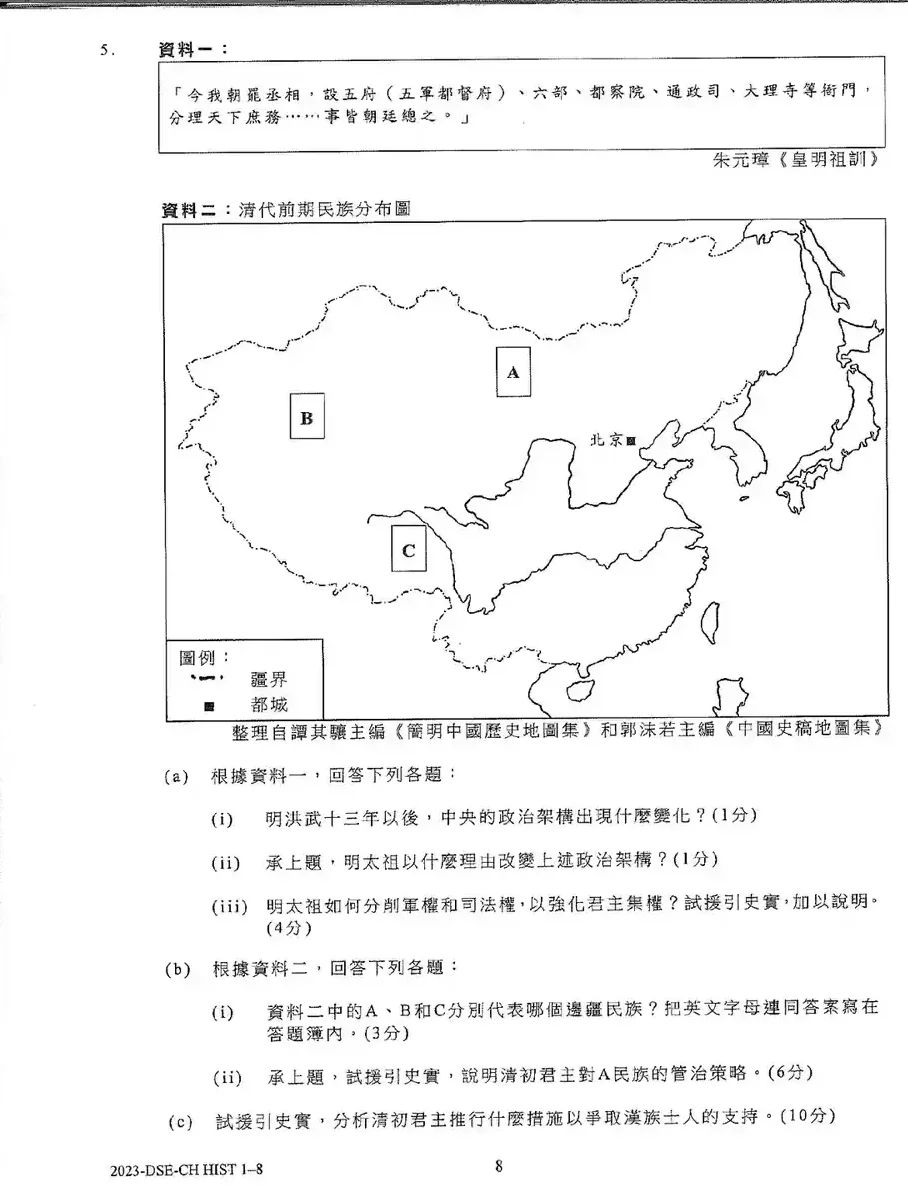 5. 資料一：
「今我朝罷丞相，設五府（五軍都督府）、六部、都察院、通政司、大理寺等衙門，
分理天下庶務……事皆朝廷總之。」
朱元璋《皇明祖訓》
資料二：清代前期民族分布圖
A
B
北京
C
圖例：
疆界
都城
整理自譚其驤主編《簡明中國歷史地圖集》和郭沫若主編《中國史稿地圖集》
(a) 根據資料一，回答下列各題：
(i) 明洪武十三年以後，中央的政治架構出現什麼變化？(1分)
(ii) 承上題，明太祖以什麼理由改變上述政治架構？(1分)
(iii) 明太祖如何分削軍權和司法權，以強化君主集權？試援引史實，加以說明。
(4分)
(b) 根據資料二，回答下列各題：
(i) 資料二中的A、B和C分別代表哪個邊疆民族？把英文字母連同答案寫在
答題簿內。(3分)
(ii) 承上題，試援引史實，說明清初君主對A民族的管治策略。(6分)
(c) 試援引史實，分析清初君主推行什麼措施以爭取漢族士人的支持。(10分)
2023-DSE-CH HIST 1–8
8